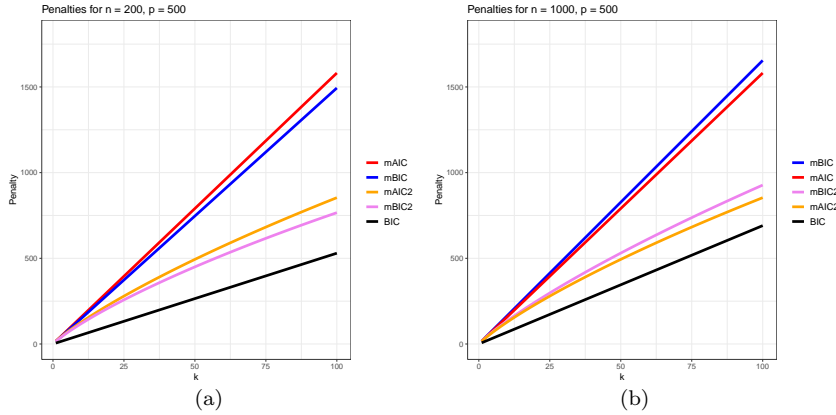 Penalties for n = 200, p = 500
Penalty
1500
1000
500
0
0
25
50
75
100
k
mAIC
mBIC
mAIC2
mBIC2
BIC
(a)
Penalties for n = 1000, p = 500
Penalty
1500
1000
500
0
0
25
50
75
100
k
mBIC
mAIC
mBIC2
mAIC2
BIC
(b)